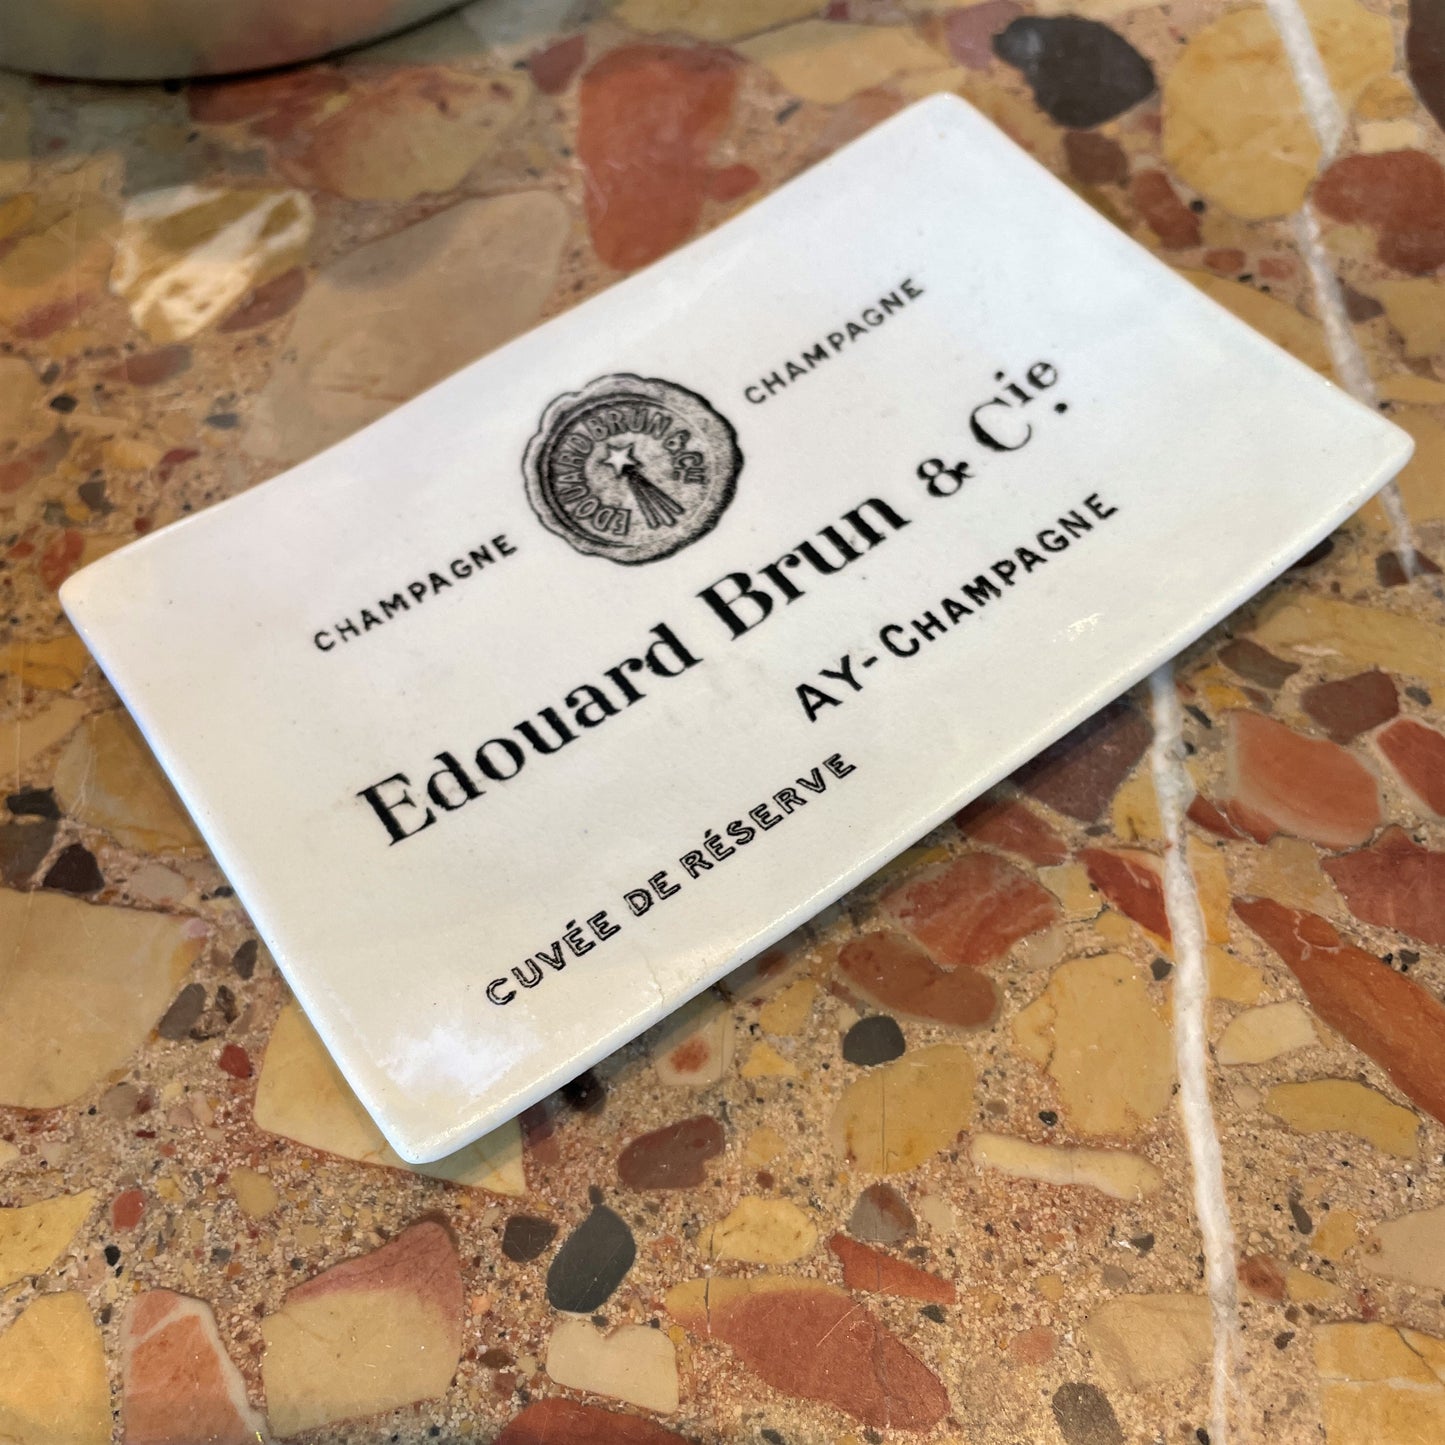 CHAMPAGNE
EDOUARD BRUN & Cie
CHAMPAGNE
Edouard Brun & Cie.
AY-CHAMPAGNE
CUVÉE DE RÉSERVE